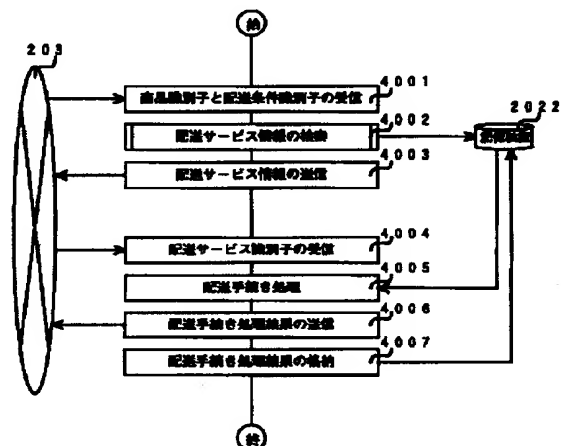 始
203
4001
商品識別子と配送条件識別子の受信
4002
2022
配送サービス情報の検索
4003
配送サービス情報の送信
4004
配送サービス識別子の受信
4005
配送手続き処理
4006
配送手続き処理結果の送信
4007
配送手続き処理結果の格納
終